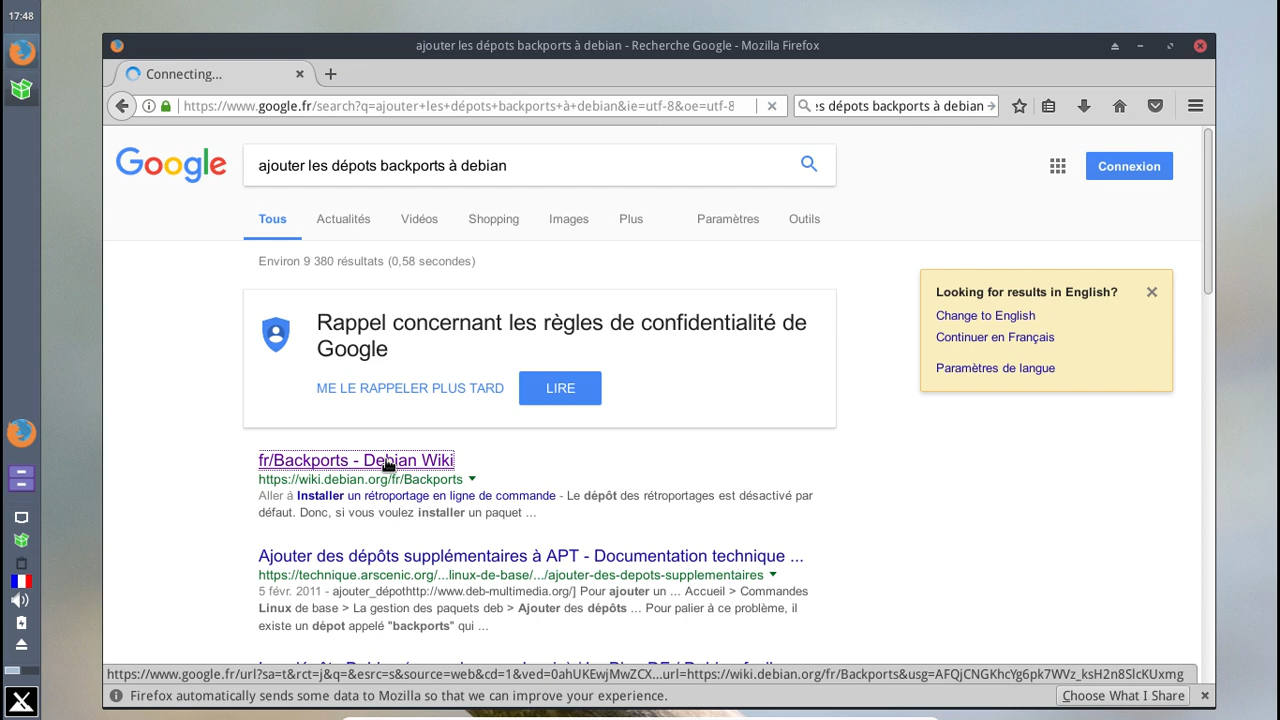 17:48
ajouter les dépots backports à debian - Recherche Google - Mozilla Firefox
Connecting...
https://www.google.fr/search?q=ajouter+les+dépots+backports+à+debian&ie=utf-8&oe=utf-8
s dépots backports à debian
Google
ajouter les dépots backports à debian
Connexion
Tous Actualités Vidéos Shopping Images Plus Paramètres Outils
Environ 9 380 résultats (0,58 secondes)
Looking for results in English?
Change to English
Continuer en Français
Paramètres de langue
Rappel concernant les règles de confidentialité de
Google
ME LE RAPPELER PLUS TARD LIRE
fr/Backports - Debian Wiki
https://wiki.debian.org/fr/Backports
Aller à Installer un rétroportage en ligne de commande - Le dépôt des rétroportages est désactivé par
défaut. Donc, si vous voulez installer un paquet ...
Ajouter des dépôts supplémentaires à APT - Documentation technique ...
https://technique.arscenic.org/...linux-de-base/.../ajouter-des-depots-supplementaires
5 févr. 2011 - ajouter_dépothttp://www.deb-multimedia.org/] Pour ajouter un ... Accueil > Commandes
Linux de base > La gestion des paquets deb > Ajouter des dépôts ... Pour palier à ce problème, il
existe un dépot appelé "backports" qui ...
https://www.google.fr/url?sa=t&rct=j&q=&esrc=s&source=web&cd=1&ved=0ahUKEwjMwZCX...url=https://wiki.debian.org/fr/Backports&usg=AFQjCNGKhcYg6pk7WVz_ksH2n8SlcKUxmg
Firefox automatically sends some data to Mozilla so that we can improve your experience.
Choose What I Share